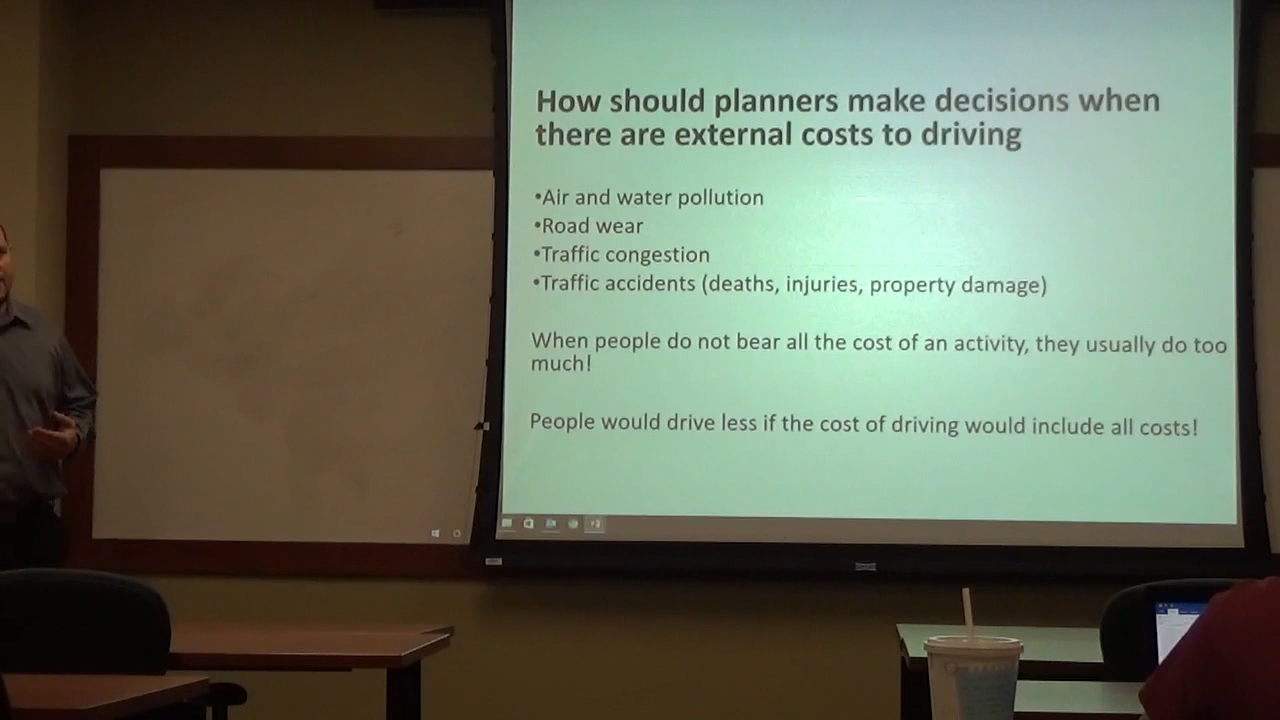 How should planners make decisions when
there are external costs to driving
•Air and water pollution
•Road wear
•Traffic congestion
•Traffic accidents (deaths, injuries, property damage)
When people do not bear all the cost of an activity, they usually do too
much!
People would drive less if the cost of driving would include all costs!